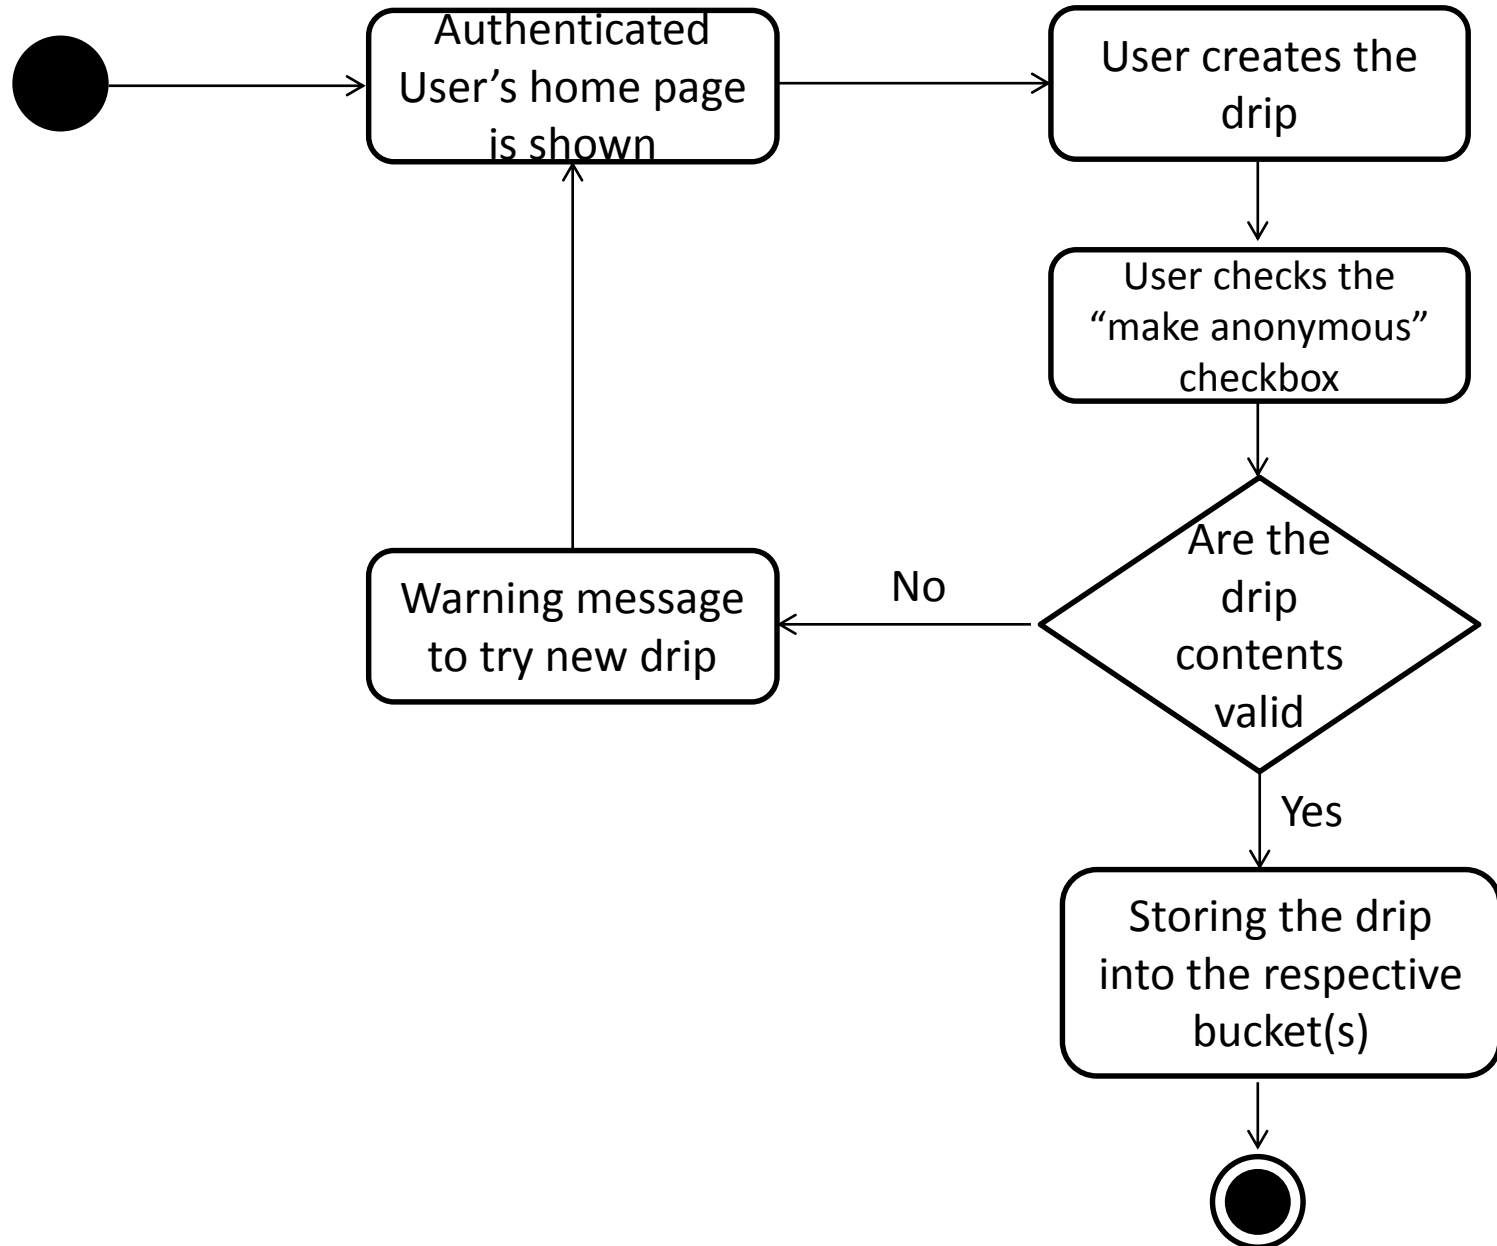 Authenticated
User’s home page
is shown
User creates the
drip
User checks the
“make anonymous”
checkbox
Are the
drip
contents
valid
No
Warning message
to try new drip
Yes
Storing the drip
into the respective
bucket(s)